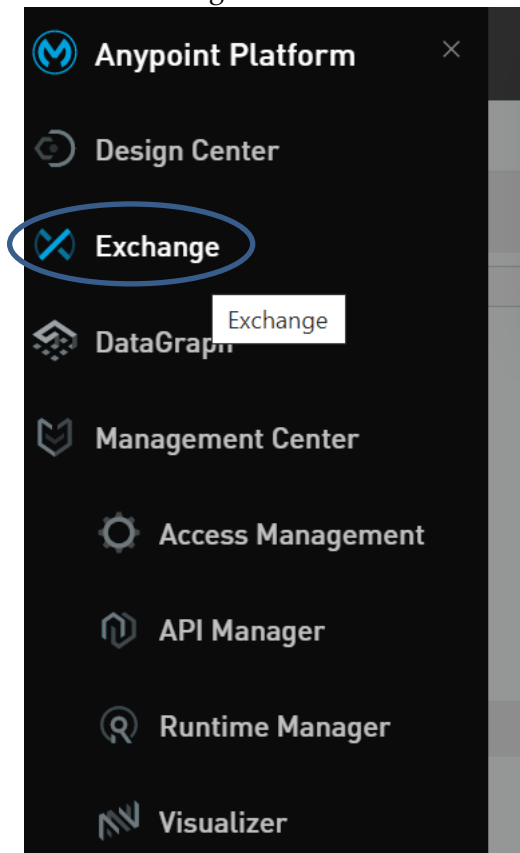 Anypoint Platform
Design Center
Exchange
Exchange
DataGraph
Management Center
Access Management
API Manager
Runtime Manager
Visualizer